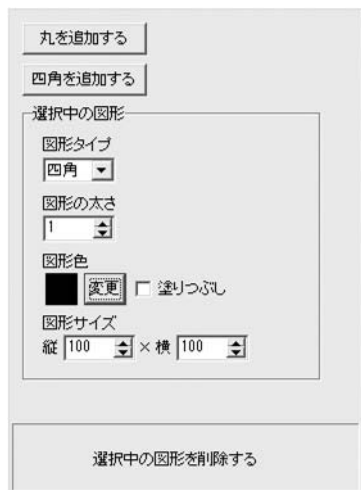 丸を追加する
四角を追加する
選択中の図形
図形タイプ
四角
図形の太さ
1
図形色
変更 塗りつぶし
図形サイズ
縦 100 × 横 100
選択中の図形を削除する